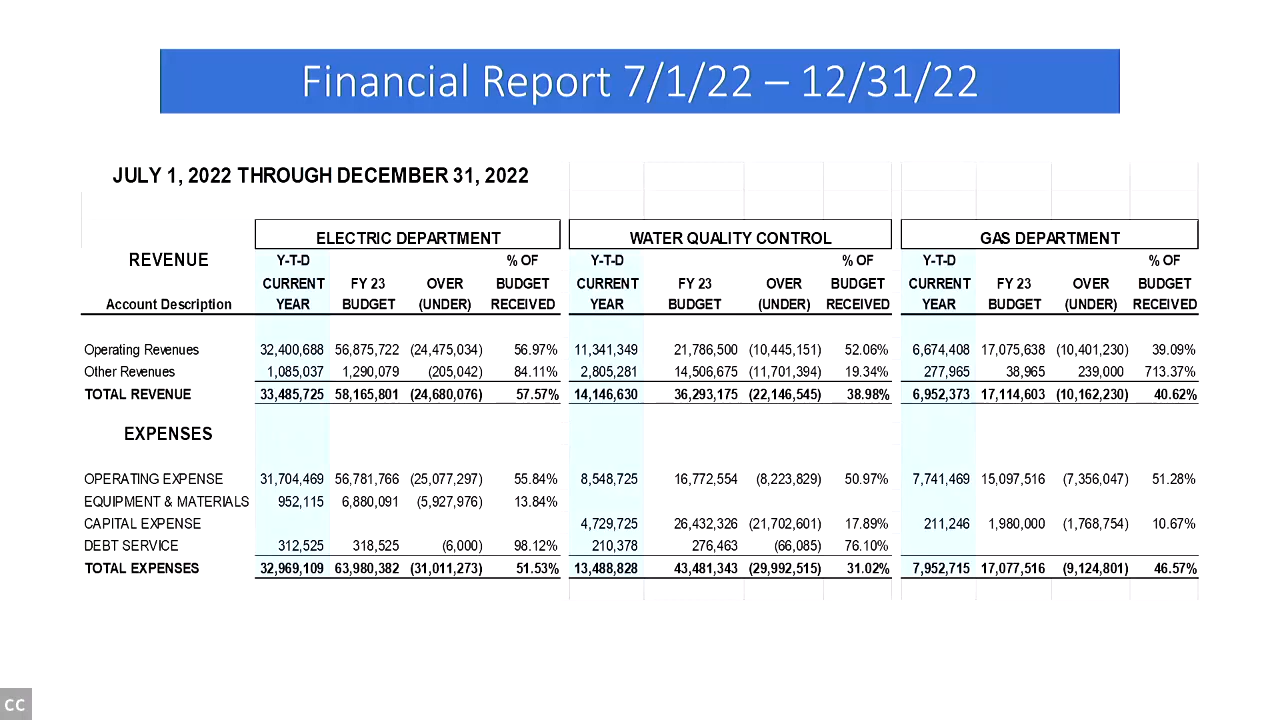 Financial Report 7/1/22 – 12/31/22
JULY 1, 2022 THROUGH DECEMBER 31, 2022
ELECTRIC DEPARTMENT WATER QUALITY CONTROL GAS DEPARTMENT
REVENUE Y-T-D % OF Y-T-D % OF Y-T-D % OF
CURRENT FY 23 OVER BUDGET CURRENT FY 23 OVER BUDGET CURRENT FY 23 OVER BUDGET
Account Description YEAR BUDGET (UNDER) RECEIVED YEAR BUDGET (UNDER) RECEIVED YEAR BUDGET (UNDER) RECEIVED
Operating Revenues 32,400,688 56,875,722 (24,475,034) 56.97% 11,341,349 21,786,500 (10,445,151) 52.06% 6,674,408 17,075,638 (10,401,230) 39.09%
Other Revenues 1,085,037 1,290,079 (205,042) 84.11% 2,805,281 14,506,675 (11,701,394) 19.34% 277,965 38,965 239,000 713.37%
TOTAL REVENUE 33,485,725 58,165,801 (24,680,076) 57.57% 14,146,630 36,293,175 (22,146,545) 38.98% 6,952,373 17,114,603 (10,162,230) 40.62%
EXPENSES
OPERATING EXPENSE 31,704,469 56,781,766 (25,077,297) 55.84% 8,548,725 16,772,554 (8,223,829) 50.97% 7,741,469 15,097,516 (7,356,047) 51.28%
EQUIPMENT & MATERIALS 952,115 6,880,091 (5,927,976) 13.84%
CAPITAL EXPENSE 4,729,725 26,432,326 (21,702,601) 17.89% 211,246 1,980,000 (1,768,754) 10.67%
DEBT SERVICE 312,525 318,525 (6,000) 98.12% 210,378 276,463 (66,085) 76.10%
TOTAL EXPENSES 32,969,109 63,980,382 (31,011,273) 51.53% 13,488,828 43,481,343 (29,992,515) 31.02% 7,952,715 17,077,516 (9,124,801) 46.57%
CC